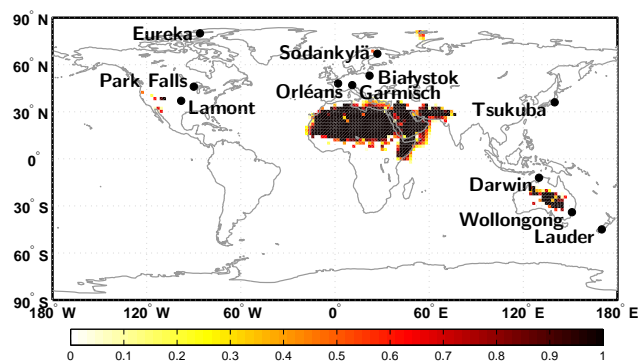 90° N
Eureka
60° N
Sodankylä
Białystok
Park Falls
Orléans
Garmisch
30° N
Lamont
Tsukuba
0°
Darwin
30° S
Wollongong
Lauder
60° S
90° S
180° W 120° W 60° W 0° 60° E 120° E 180° E
0 0.1 0.2 0.3 0.4 0.5 0.6 0.7 0.8 0.9 1